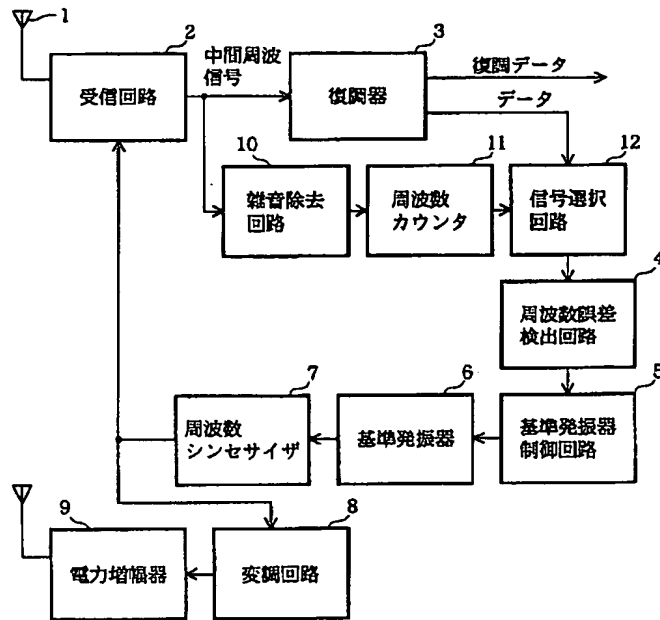 1
2
受信回路
中間周波
信号
3
復調器
復調データ
データ
10
雑音除去
回路
11
周波数
カウンタ
12
信号選択
回路
4
周波数誤差
検出回路
7
周波数
シンセサイザ
6
基準発振器
5
基準発振器
制御回路
9
電力増幅器
8
変調回路